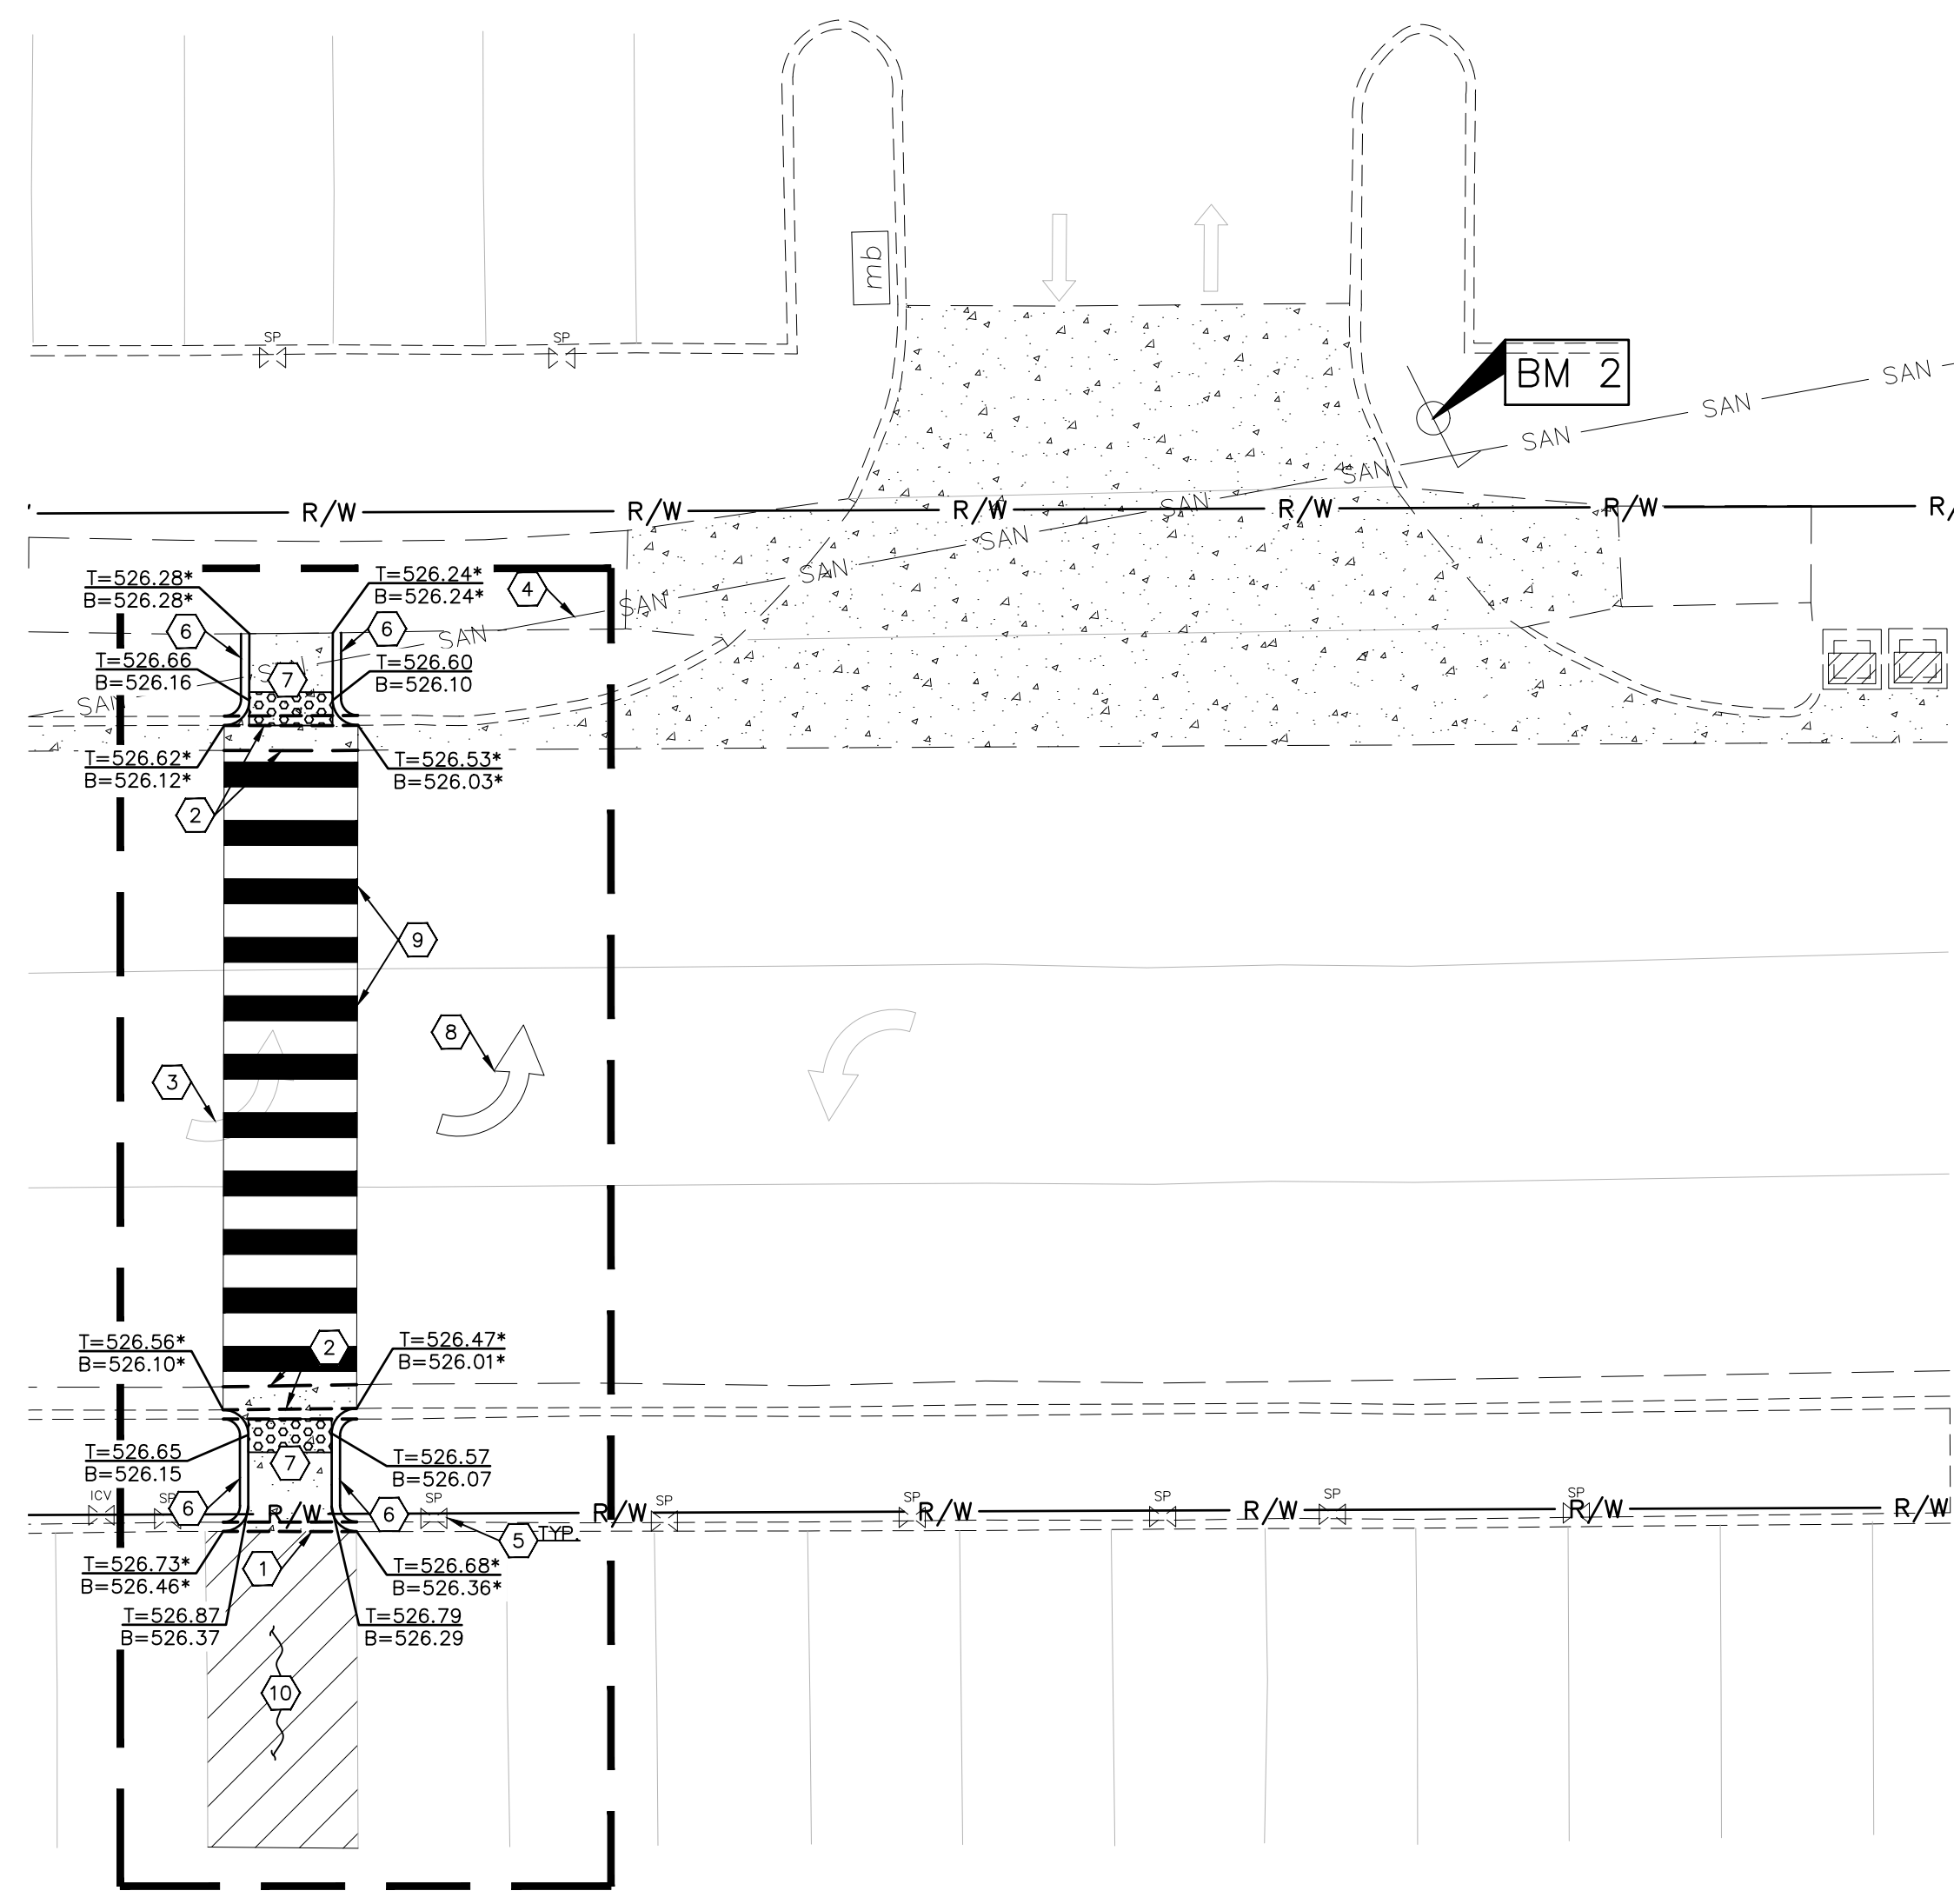 mb
SP
SP
BM 2
SAN
SAN
SAN
SAN
R/W
R/W
R/W
R/W
R/W
R/
SAN
SAN
SAN
SAN
SAN
SAN
T=526.28*
B=526.28*
T=526.24*
B=526.24*
4
6
6
T=526.66
B=526.16
7
T=526.60
B=526.10
T=526.62*
B=526.12*
T=526.53*
B=526.03*
2
9
8
3
T=526.56*
B=526.10*
2
T=526.47*
B=526.01*
T=526.65
B=526.15
7
T=526.57
B=526.07
ICV
SP
6
R/W
6
SP
R/W
SP
SP
R/W
SP
R/W
SP
SP
R/W
R/W
5 TYP.
T=526.73*
B=526.46*
1
T=526.68*
B=526.36*
T=526.87
B=526.37
T=526.79
B=526.29
10